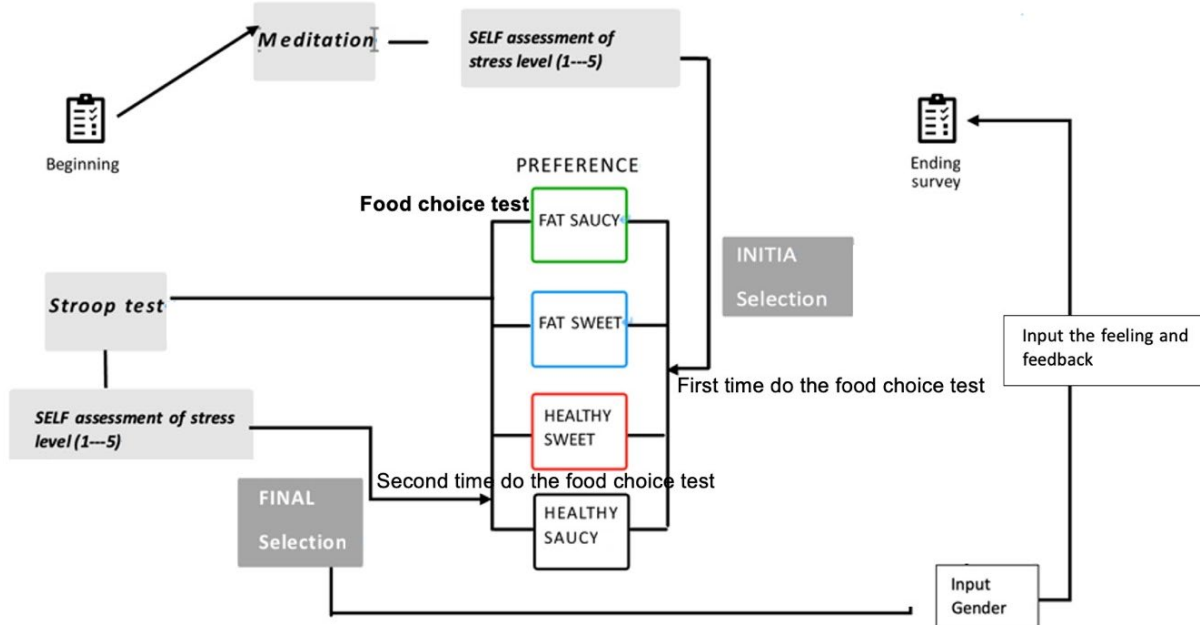 Meditation
SELF assessment of
stress level (1---5)
Beginning
Ending
survey
PREFERENCE
Food choice test
FAT SAUCY
INITIA
Selection
Stroop test
FAT SWEET
Input the feeling and
feedback
First time do the food choice test
SELF assessment of stress
level (1---5)
HEALTHY
SWEET
Second time do the food choice test
FINAL
Selection
HEALTHY
SAUCY
Input
Gender